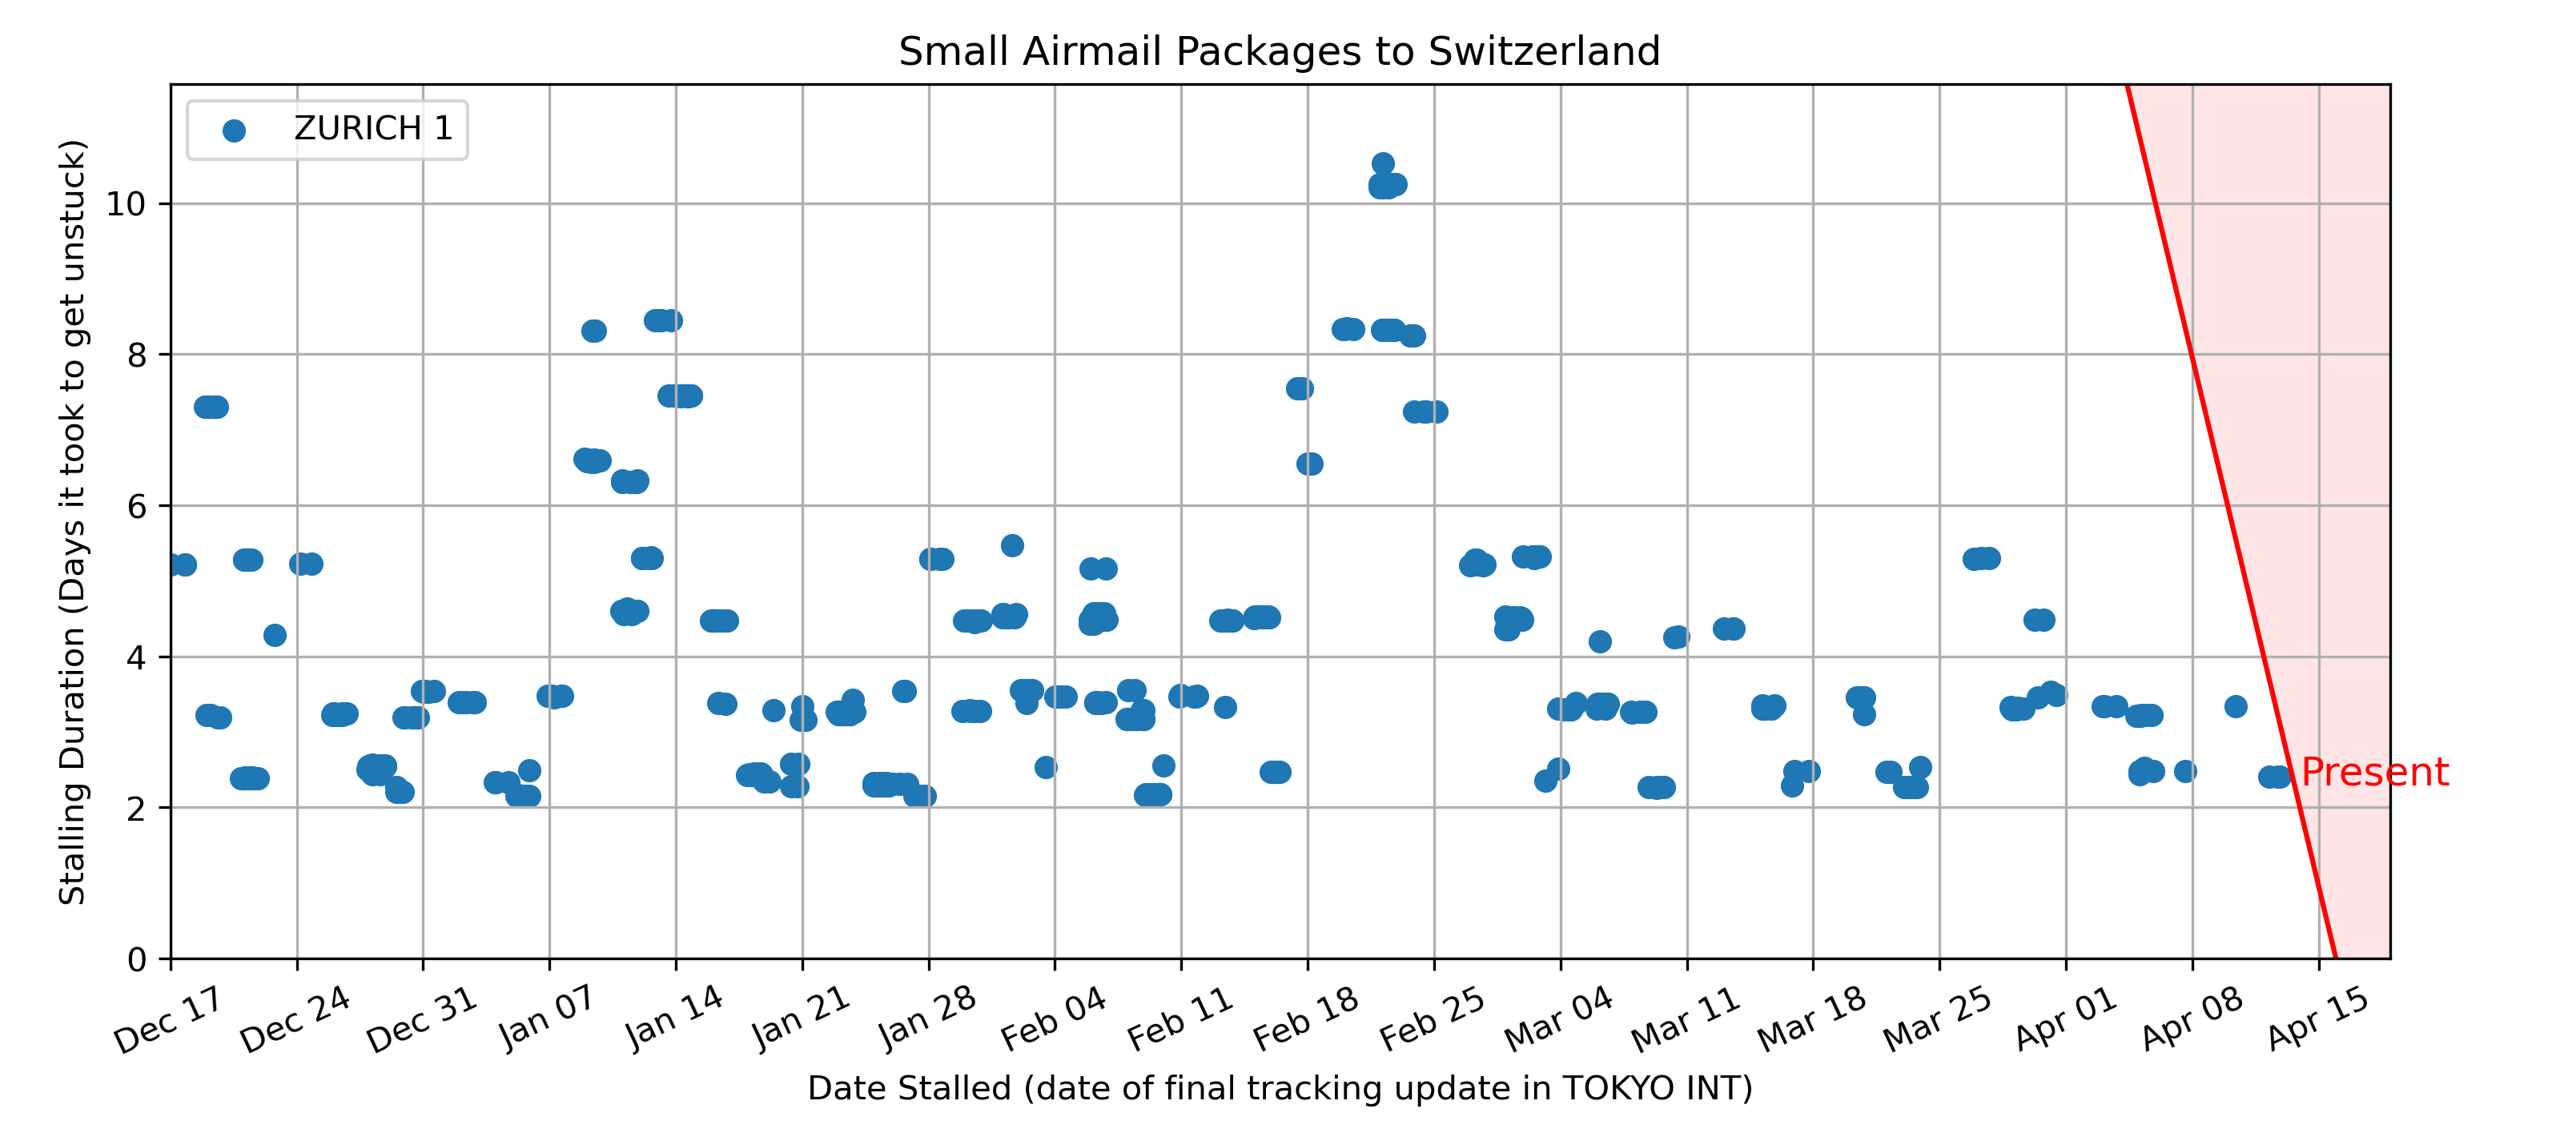 Small Airmail Packages to Switzerland
ZURICH 1
Stalling Duration (Days it took to get unstuck)
10
8
6
4
2
0
Present
Dec 17
Dec 24
Dec 31
Jan 07
Jan 14
Jan 21
Jan 28
Feb 04
Feb 11
Feb 18
Feb 25
Mar 04
Mar 11
Mar 18
Mar 25
Apr 01
Apr 08
Apr 15
Date Stalled (date of final tracking update in TOKYO INT)